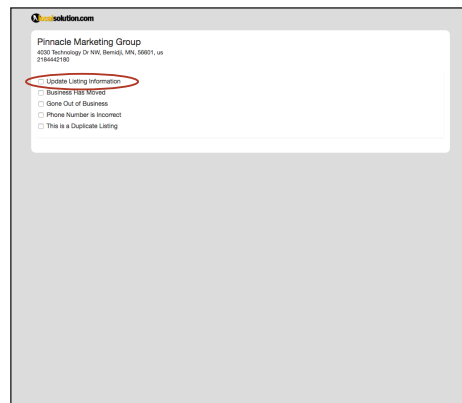 localsolution.com
Pinnacle Marketing Group
4030 Technology Dr NW, Bemidji, MN, 56601, us
2184442180
Update Listing Information
Business Has Moved
Gone Out of Business
Phone Number is Incorrect
This is a Duplicate Listing